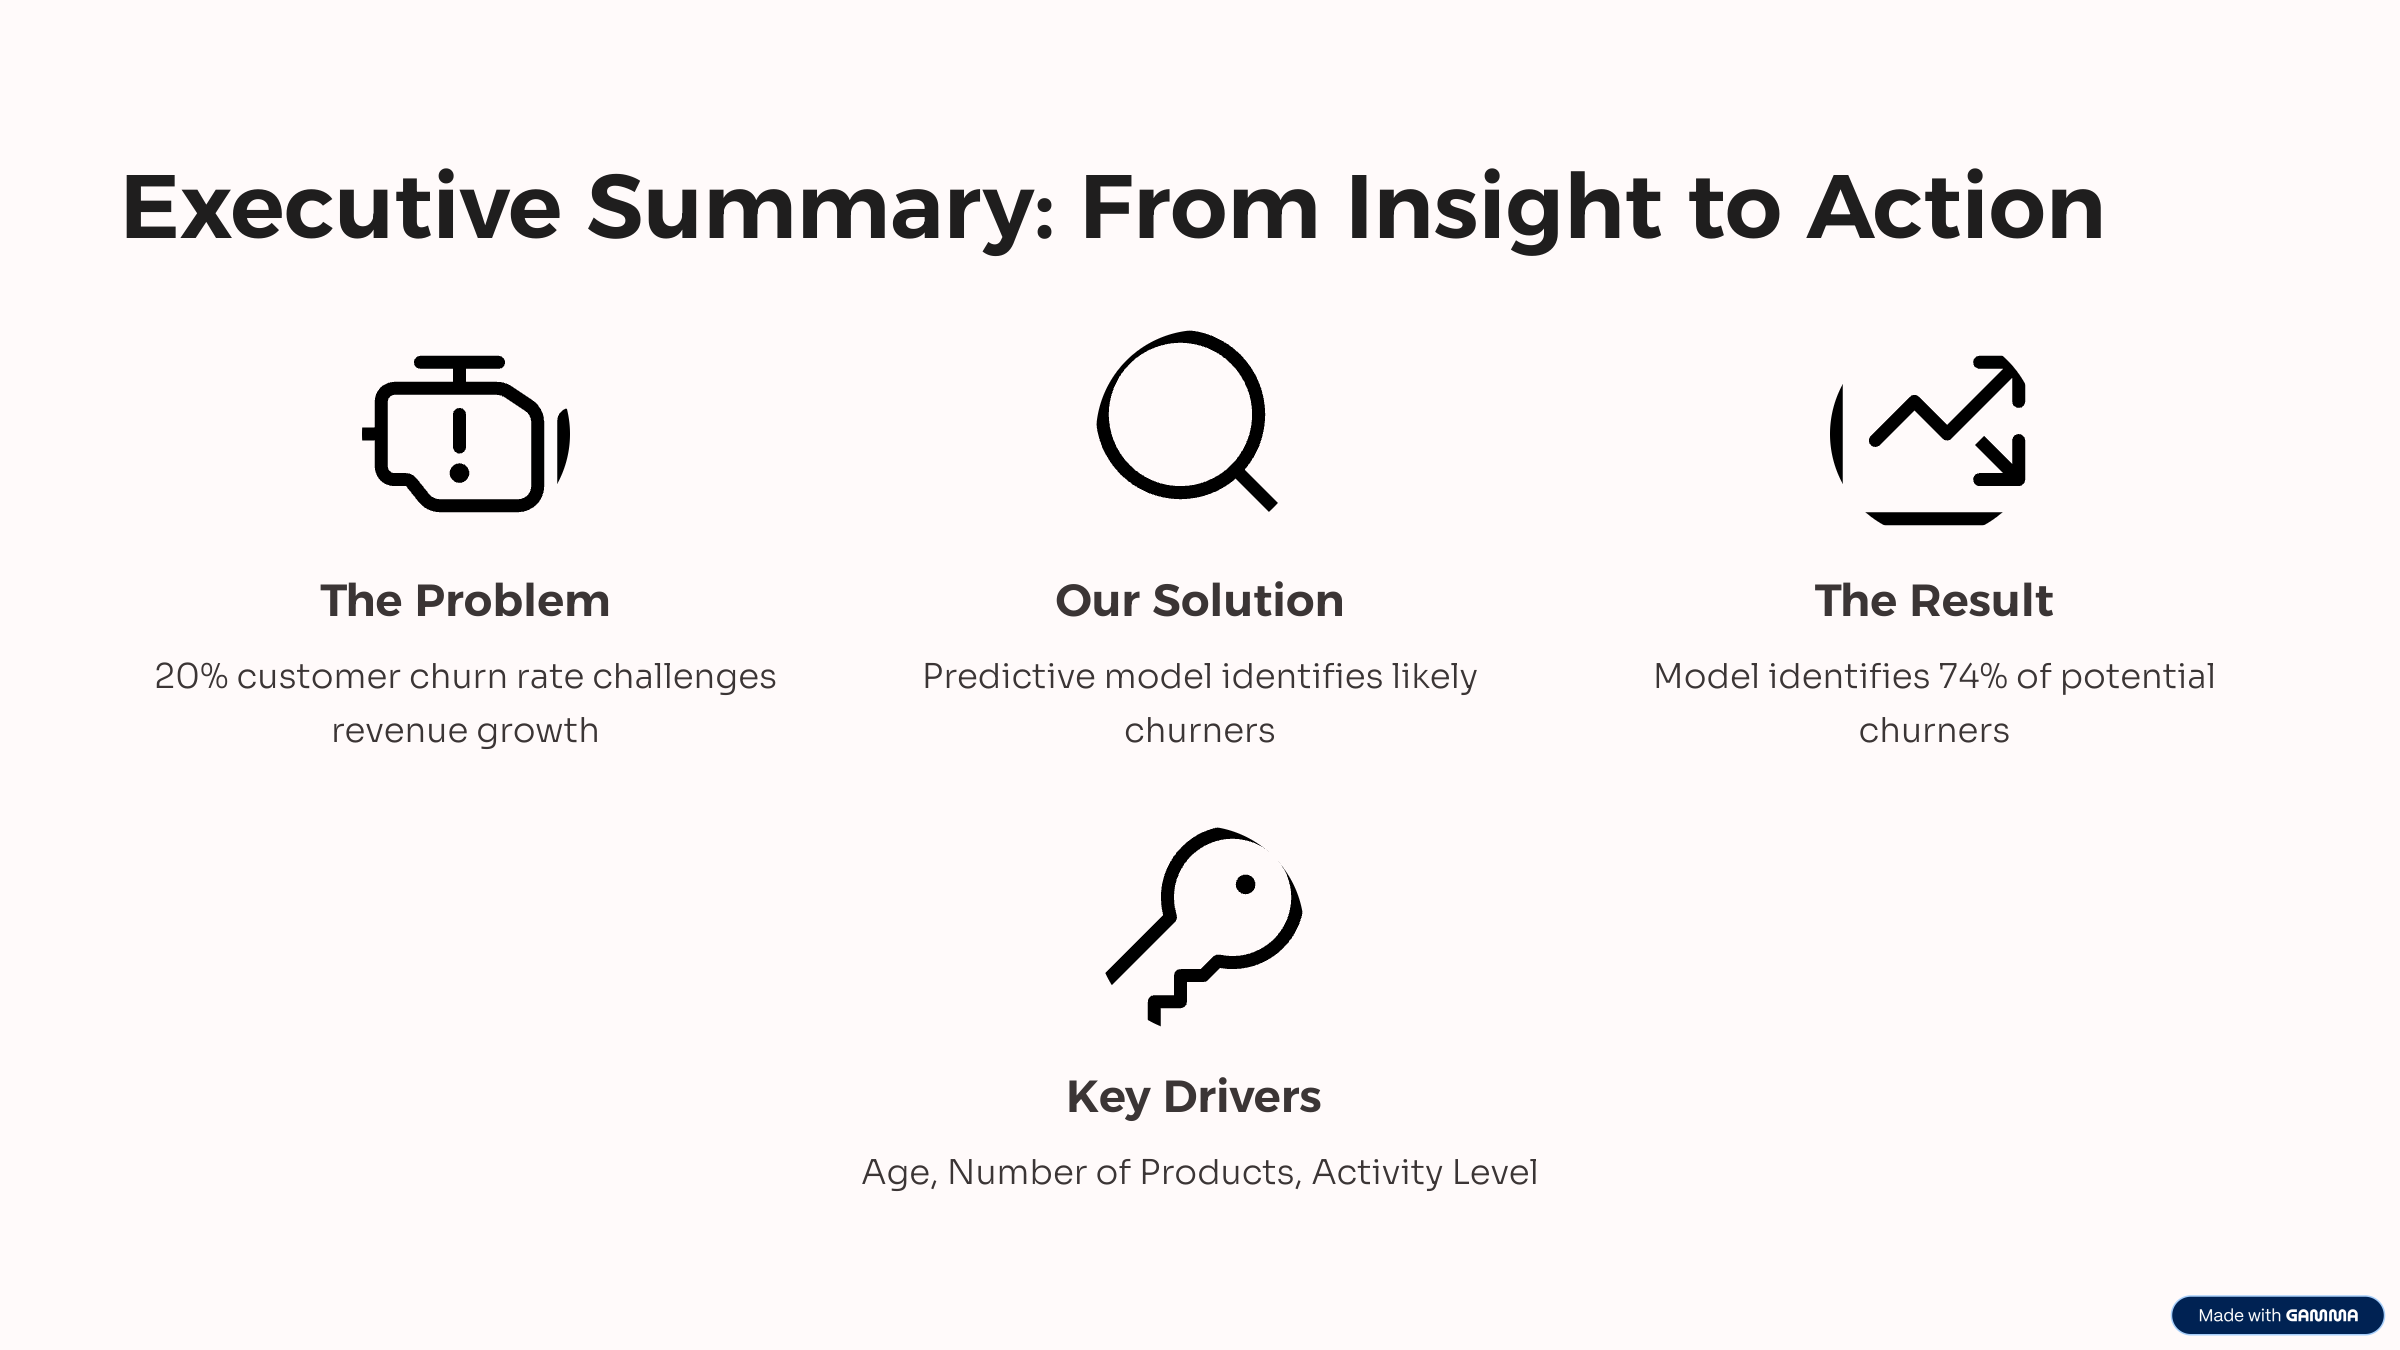 Executive Summary: From Insight to Action
The Problem
20% customer churn rate challenges
revenue growth
Our Solution
Predictive model identifies likely
churners
The Result
Model identifies 74% of potential
churners
Key Drivers
Age, Number of Products, Activity Level
Made with GAMMA